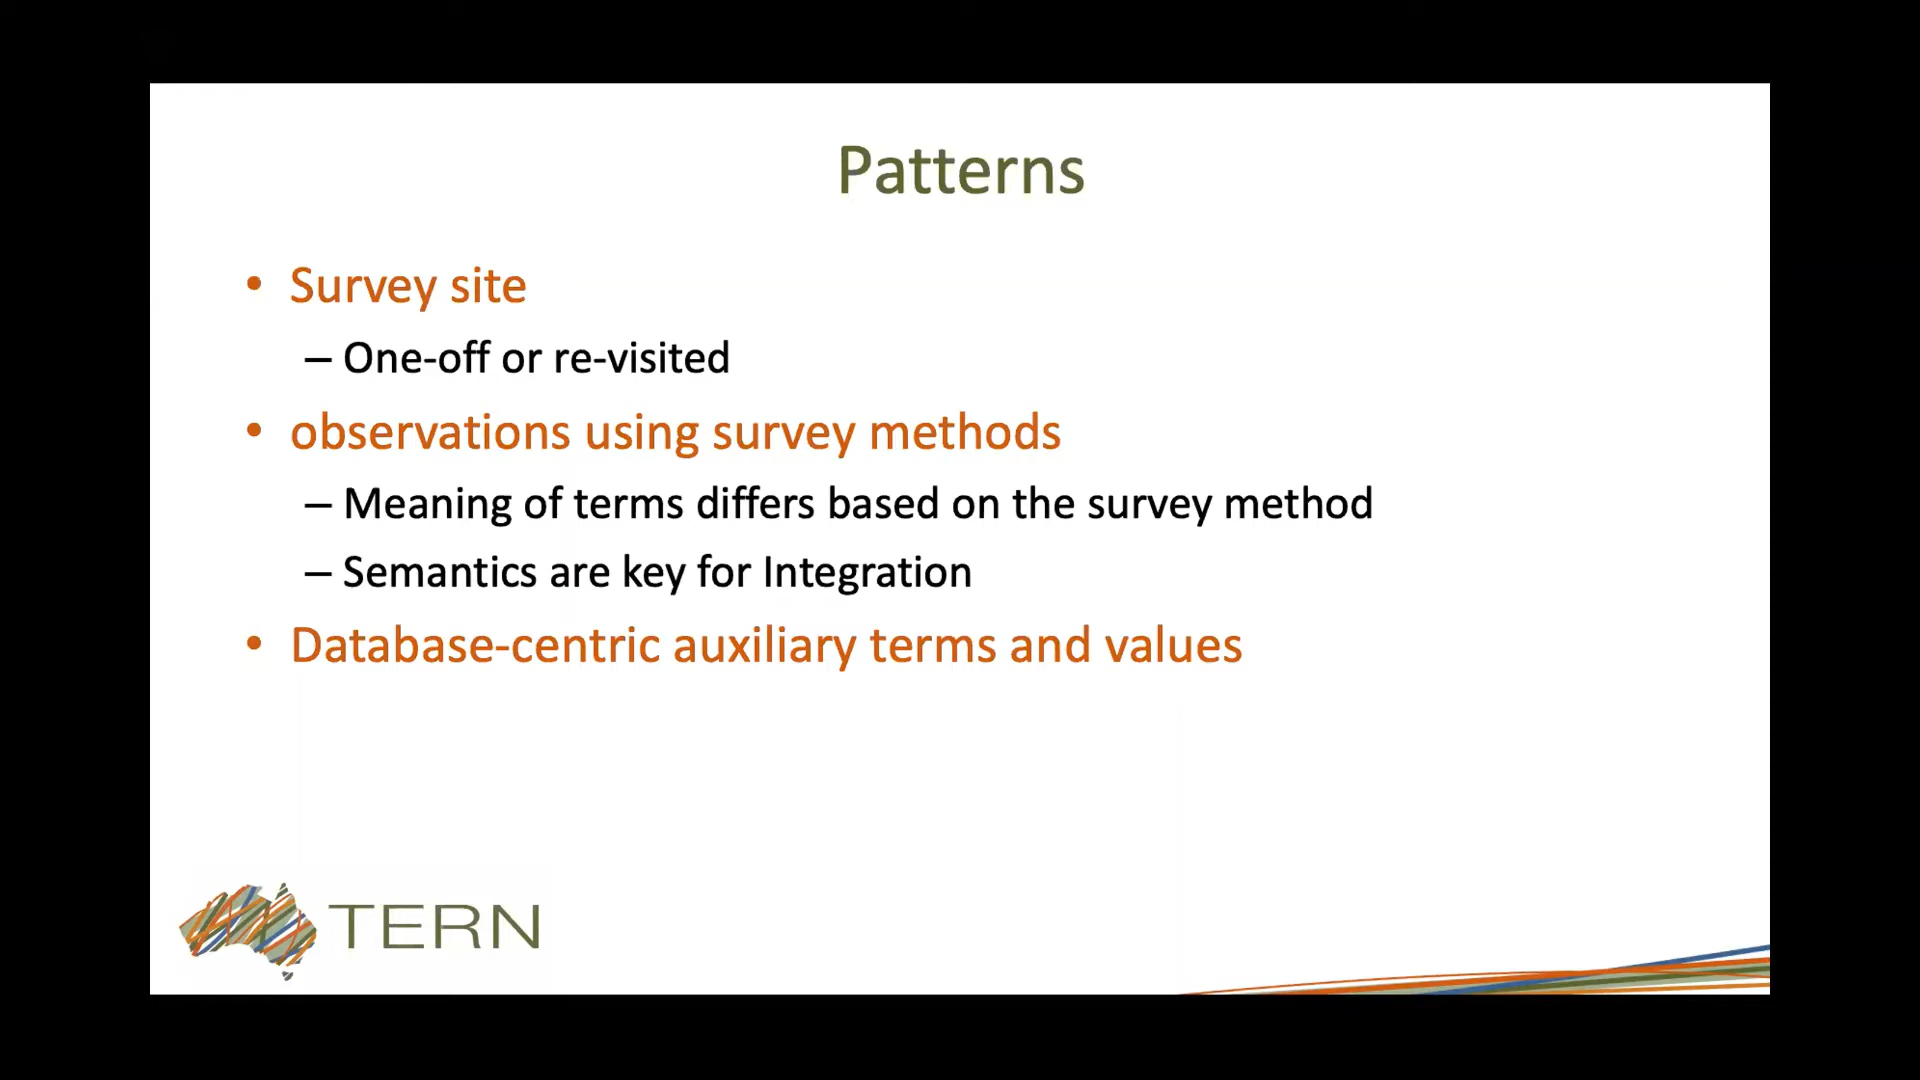 Patterns
• Survey site
– One-off or re-visited
• observations using survey methods
– Meaning of terms differs based on the survey method
– Semantics are key for Integration
• Database-centric auxiliary terms and values
TERN